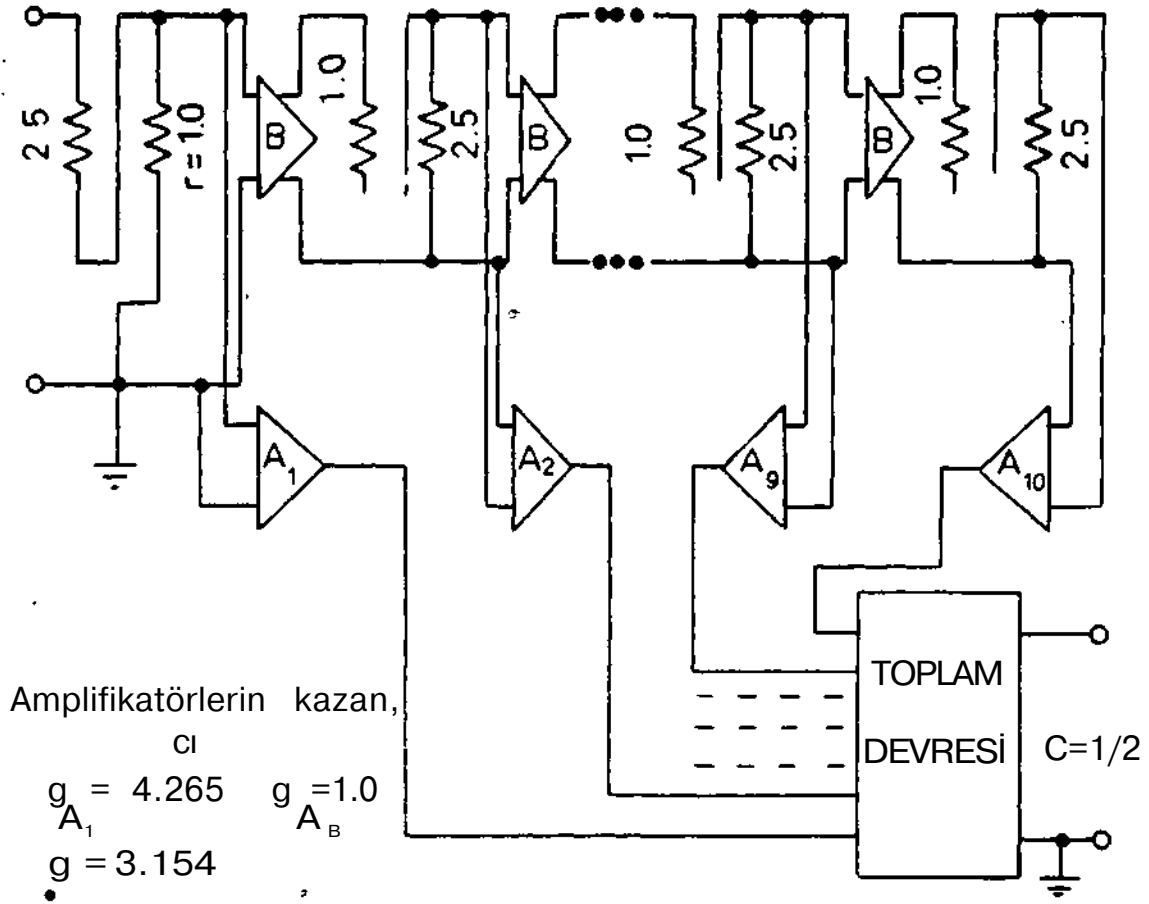 2 5
r = 1.0
B
1.0
2.5
B
1.0
2.5
B
1.0
2.5
A1
A2
A9
A10
TOPLAM
DEVRESİ
C=1/2
Amplifikatörlerin kazan,
cı
g = 4.265 g =1.0
A1 AB
g = 3.154